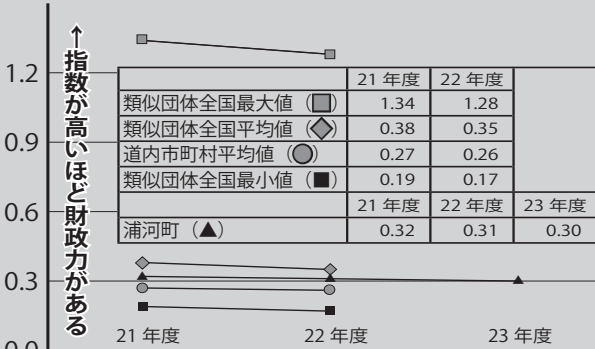 ↑指数が高いほど財政力がある
1.2
0.9
0.6
0.3
0.0
21 年度 22 年度
類似団体全国最大値（■） 1.34 1.28
類似団体全国平均値（◆） 0.38 0.35
道内市町村平均値（●） 0.27 0.26
類似団体全国最小値（■） 0.19 0.17
21 年度 22 年度 23 年度
浦河町（▲） 0.32 0.31 0.30
21 年度 22 年度 23 年度